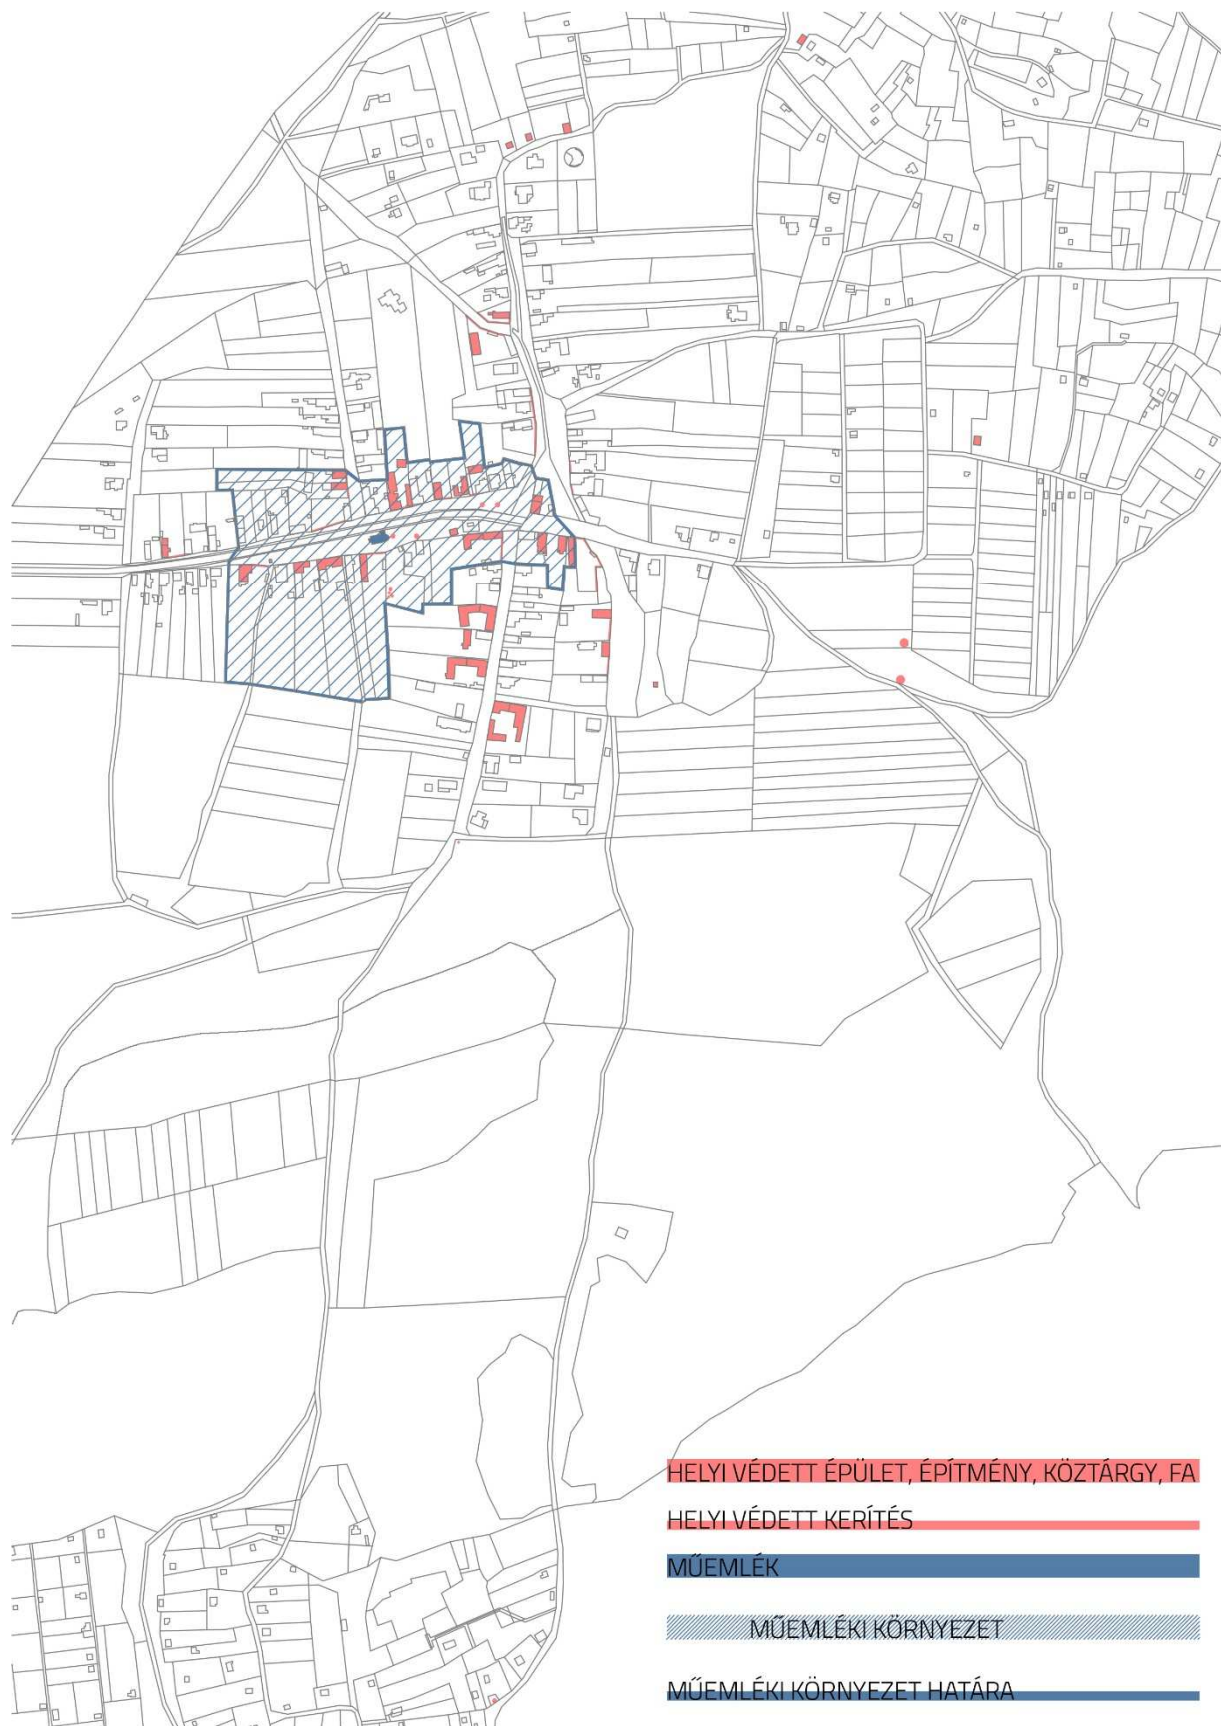 HELYI VÉDETT ÉPÜLET, ÉPÍTMÉNY, KÖZTÁRGY, FA
HELYI VÉDETT KERÍTÉS
MŰEMLÉK
MŰEMLÉKI KÖRNYEZET
MŰEMLÉKI KÖRNYEZET HATÁRA